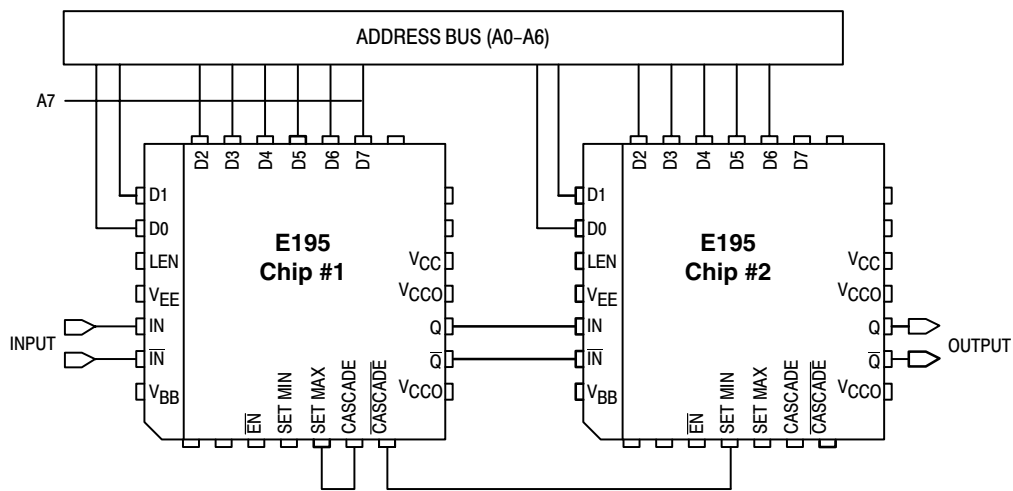 ADDRESS BUS (A0–A6)
A7
D2 D3 D4 D5 D6 D7
D1
D0
LEN
VEE
IN
IN
VBB
E195
Chip #1
VCC
VCCO
Q
Q
VCCO
EN SET MIN SET MAX CASCADE CASCADE
INPUT
D2 D3 D4 D5 D6 D7
D1
D0
LEN
VEE
IN
IN
VBB
E195
Chip #2
VCC
VCCO
Q
Q
VCCO
EN SET MIN SET MAX CASCADE CASCADE
OUTPUT